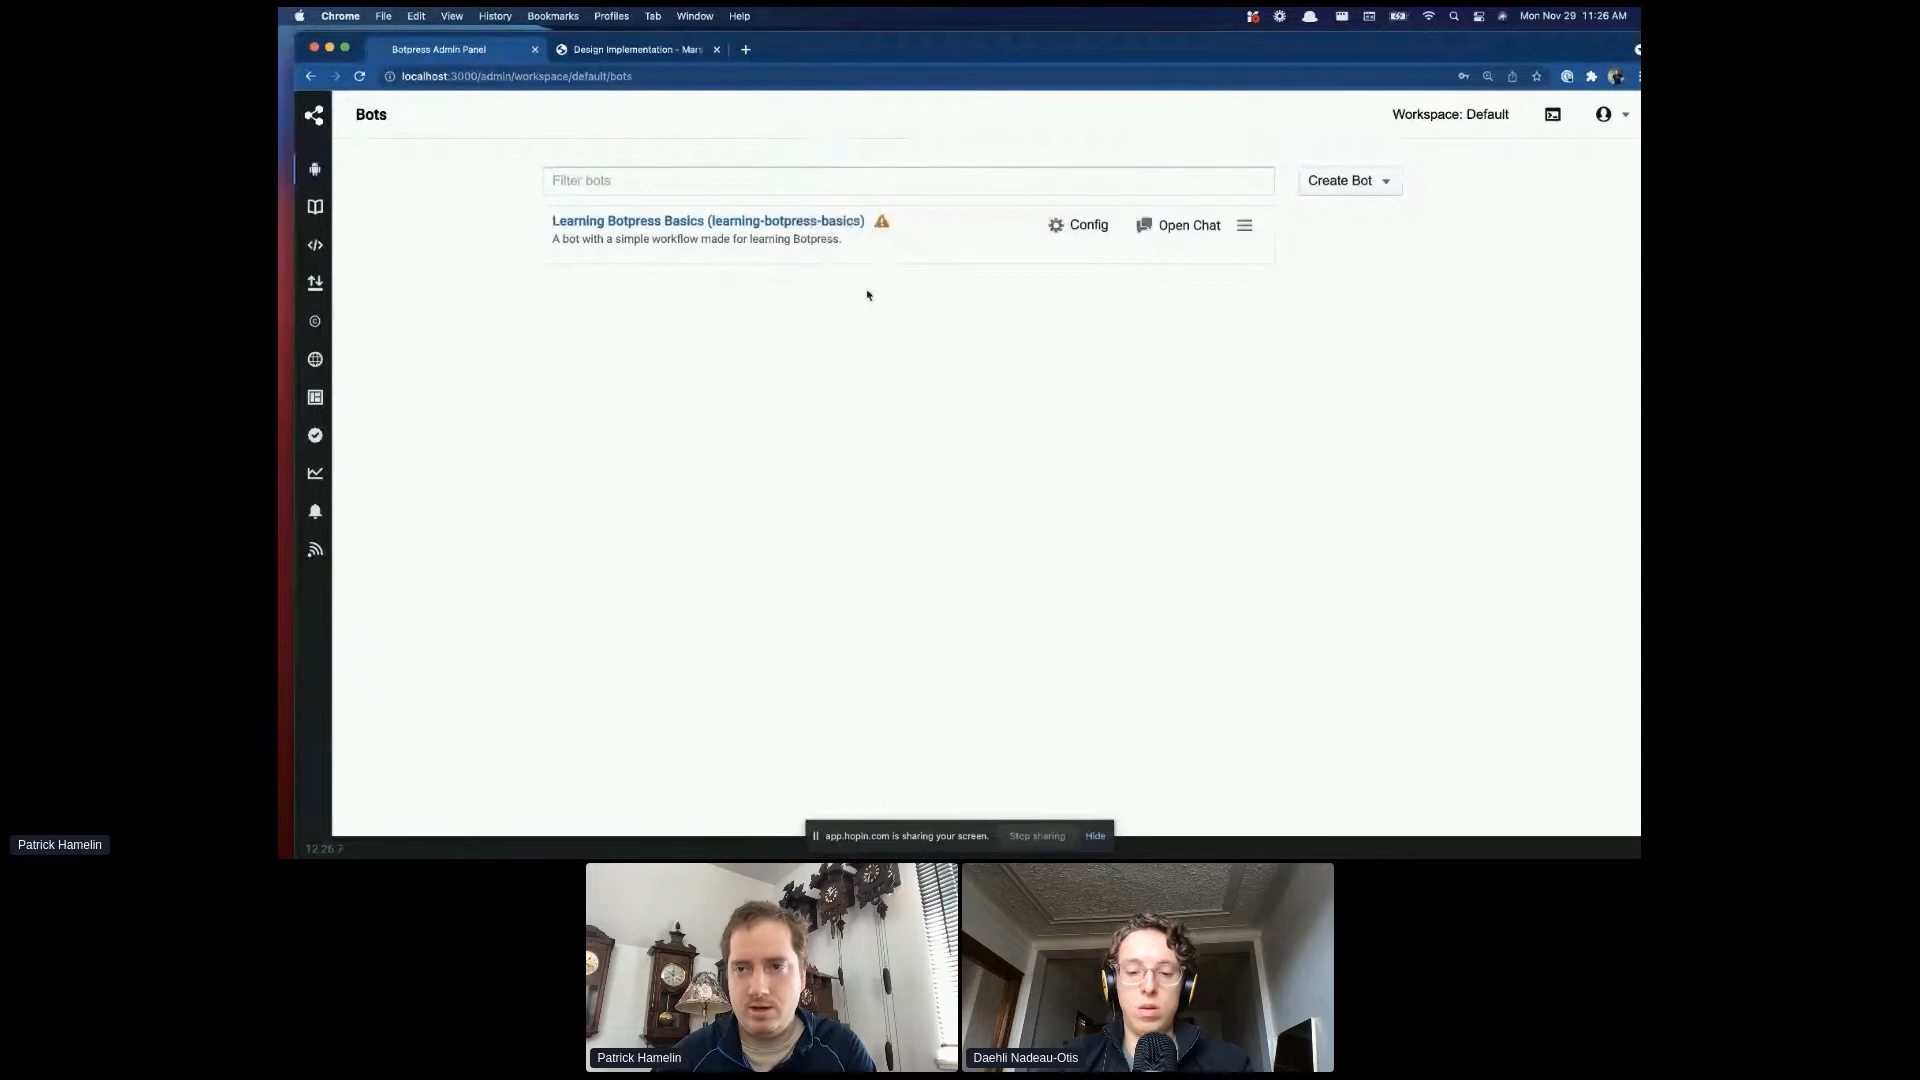 Chrome File Edit View History Bookmarks Profiles Tab Window Help Mon Nov 29 11:26 AM
Botpress Admin Panel Design Implementation - Mar
localhost:3000/admin/workspace/default/bots
Bots Workspace: Default
Filter bots Create Bot
Learning Botpress Basics (learning-botpress-basics) Config Open Chat
A bot with a simple workflow made for learning Botpress.
app.hopin.com is sharing your screen. Stop sharing Hide
12.26.7
Patrick Hamelin
Patrick Hamelin Daehli Nadeau-Otis